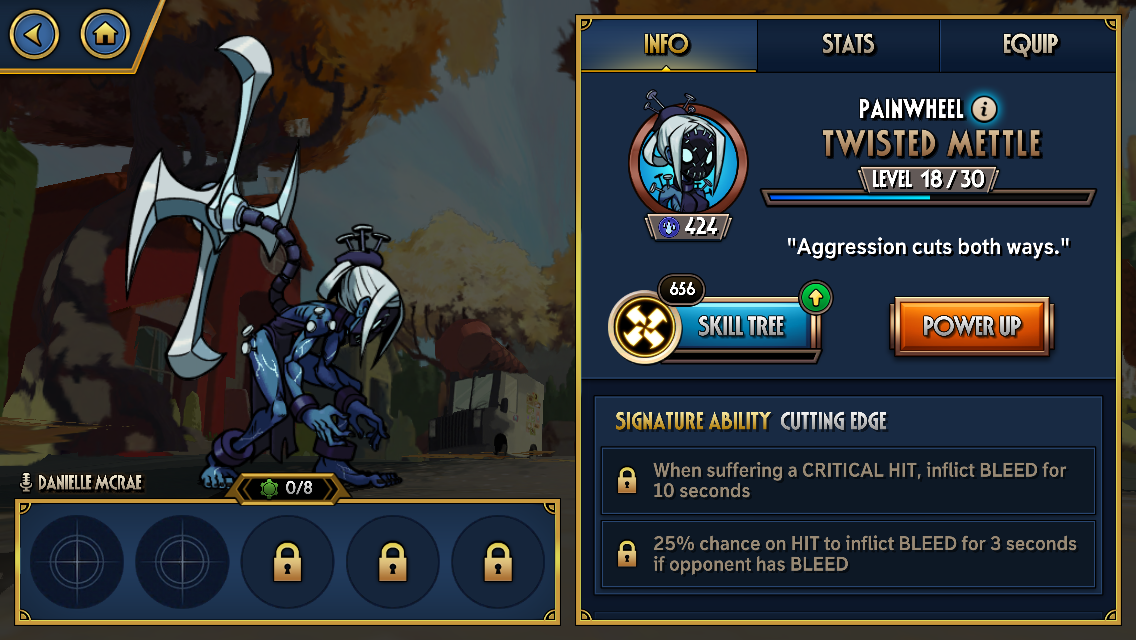 INFO
STATS
EQUIP
PAINWHEEL i
TWISTED METTLE
LEVEL 18 / 30
424
"Aggression cuts both ways."
656
SKILL TREE
POWER UP
SIGNATURE ABILITY CUTTING EDGE
When suffering a CRITICAL HIT, inflict BLEED for
10 seconds
25% chance on HIT to inflict BLEED for 3 seconds
if opponent has BLEED
DANIELLE MCRAE
0/8